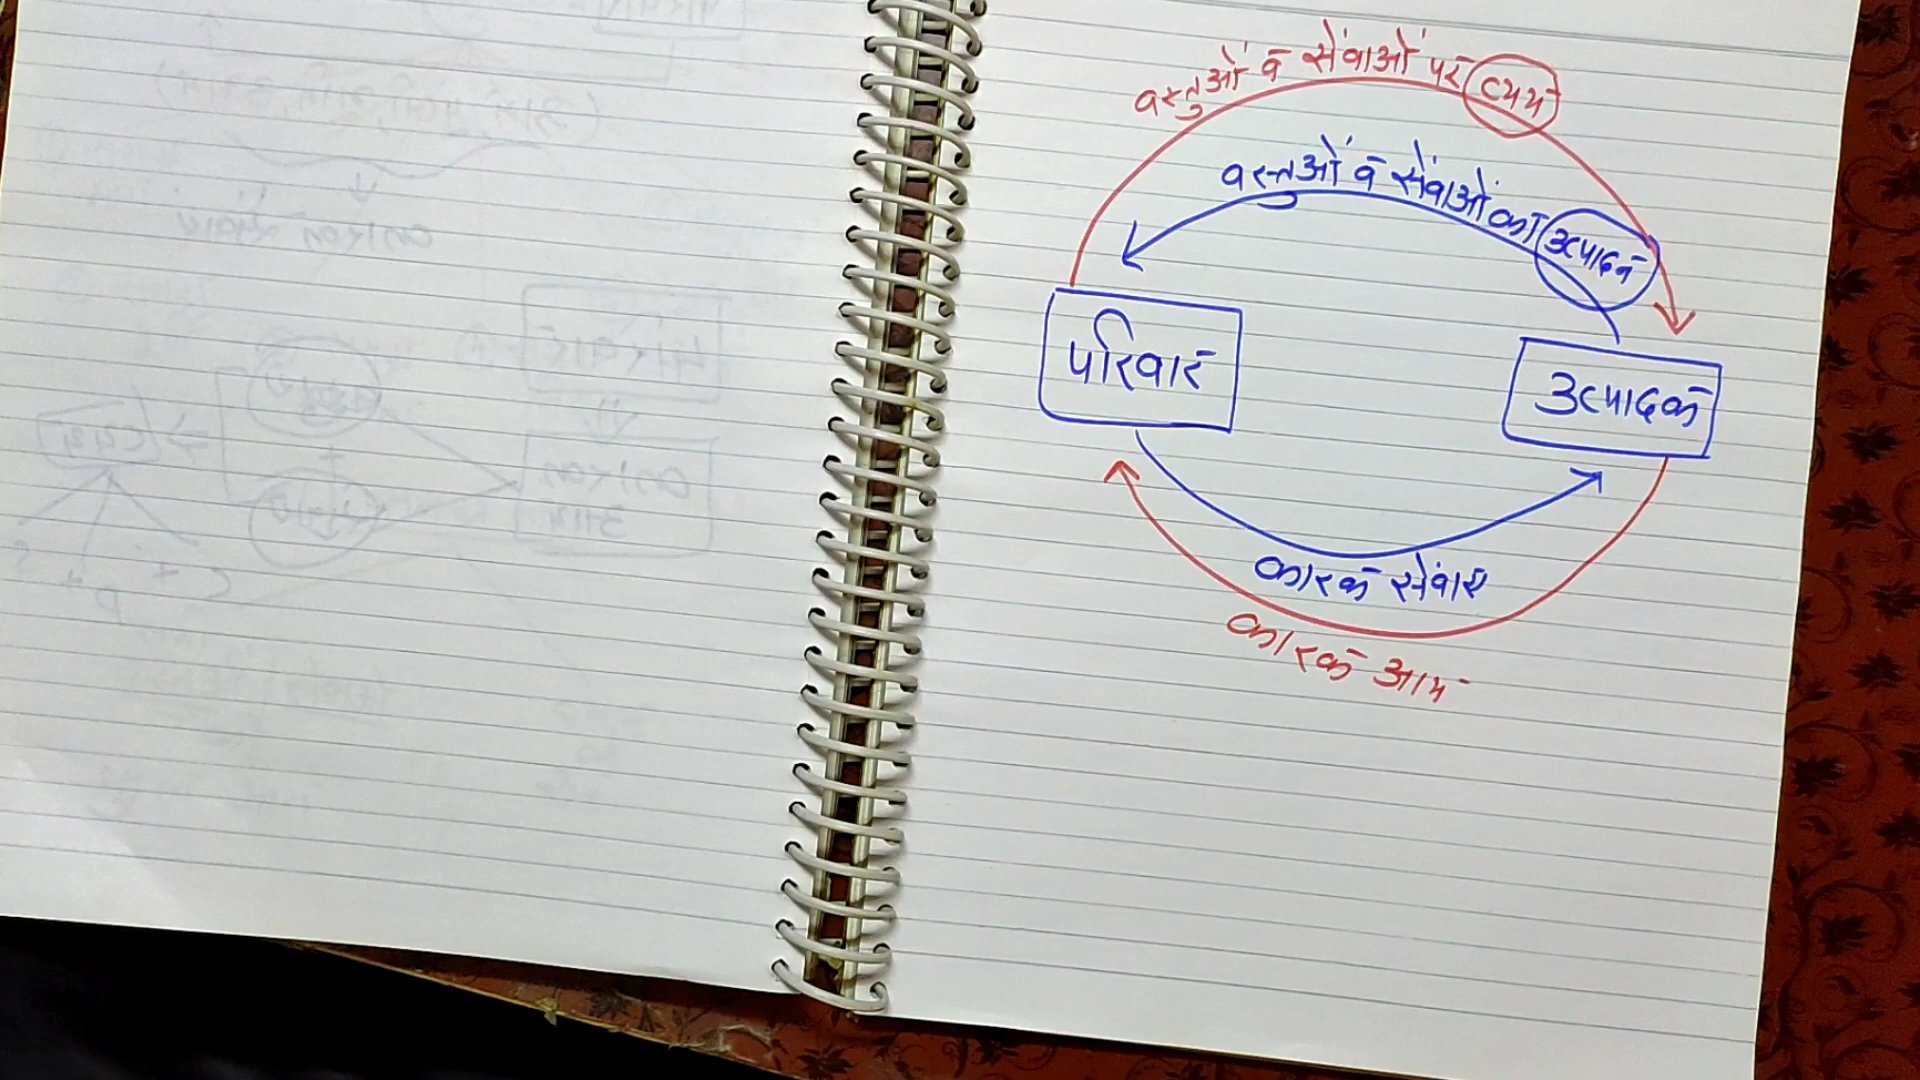 वस्तुओं व सेवाओं पर व्यय
वस्तुओं व सेवाओं का उत्पादन
परिवार
उत्पादक
कारक सेवाएं
कारक आय